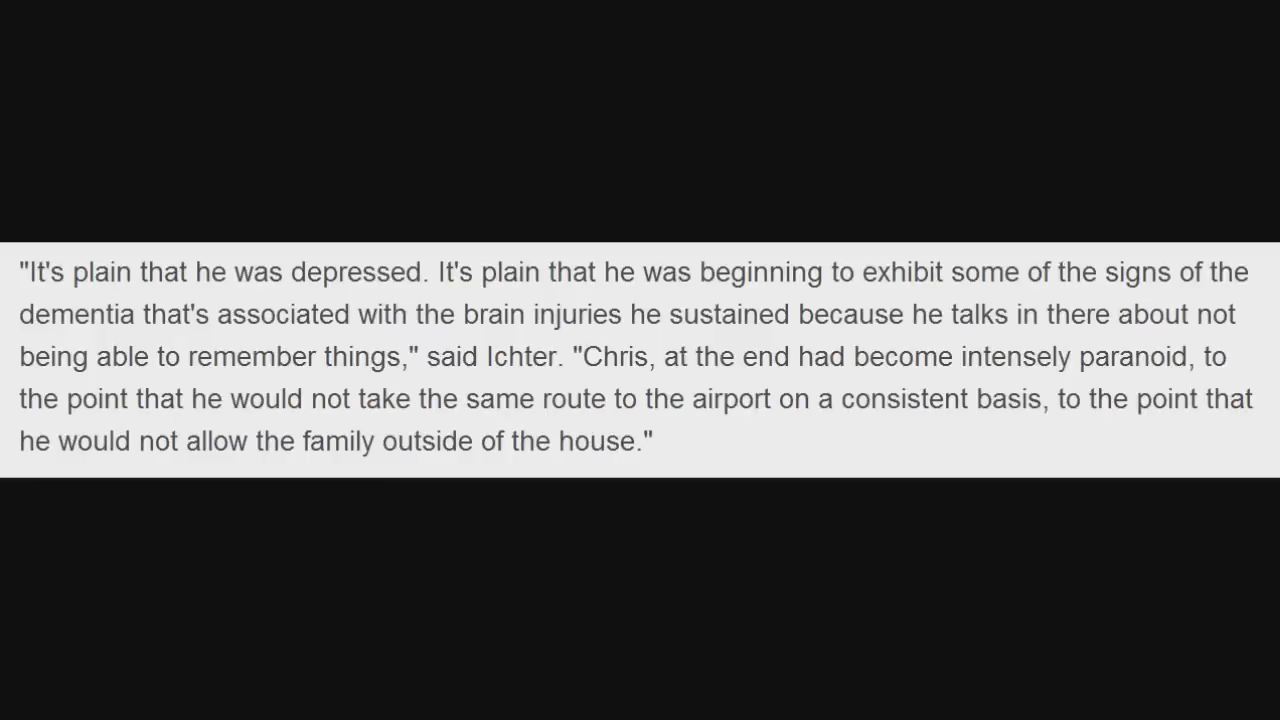 "It's plain that he was depressed. It's plain that he was beginning to exhibit some of the signs of the
dementia that's associated with the brain injuries he sustained because he talks in there about not
being able to remember things," said Ichter. "Chris, at the end had become intensely paranoid, to
the point that he would not take the same route to the airport on a consistent basis, to the point that
he would not allow the family outside of the house."